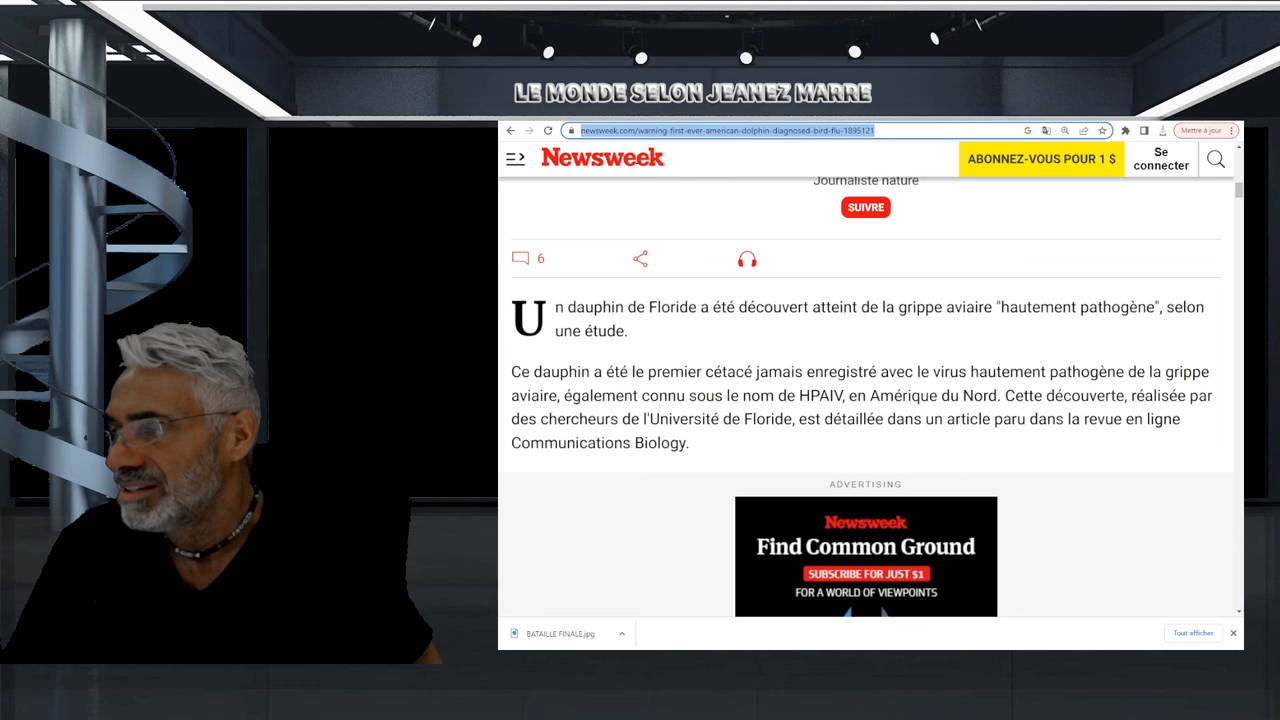 LE MONDE SELON JEANEZ MARRE
newsweek.com/warning-first-ever-american-dolphin-diagnosed-bird-flu-1895121
Mettre à jour
Newsweek
ABONNEZ-VOUS POUR 1 $
Se
connecter
Journaliste nature
SUIVRE
6
Un dauphin de Floride a été découvert atteint de la grippe aviaire "hautement pathogène", selon
une étude.
Ce dauphin a été le premier cétacé jamais enregistré avec le virus hautement pathogène de la grippe
aviaire, également connu sous le nom de HPAIV, en Amérique du Nord. Cette découverte, réalisée par
des chercheurs de l'Université de Floride, est détaillée dans un article paru dans la revue en ligne
Communications Biology.
ADVERTISING
Newsweek
Find Common Ground
SUBSCRIBE FOR JUST $1
FOR A WORLD OF VIEWPOINTS
BATAILLE FINALE.jpg
Tout afficher